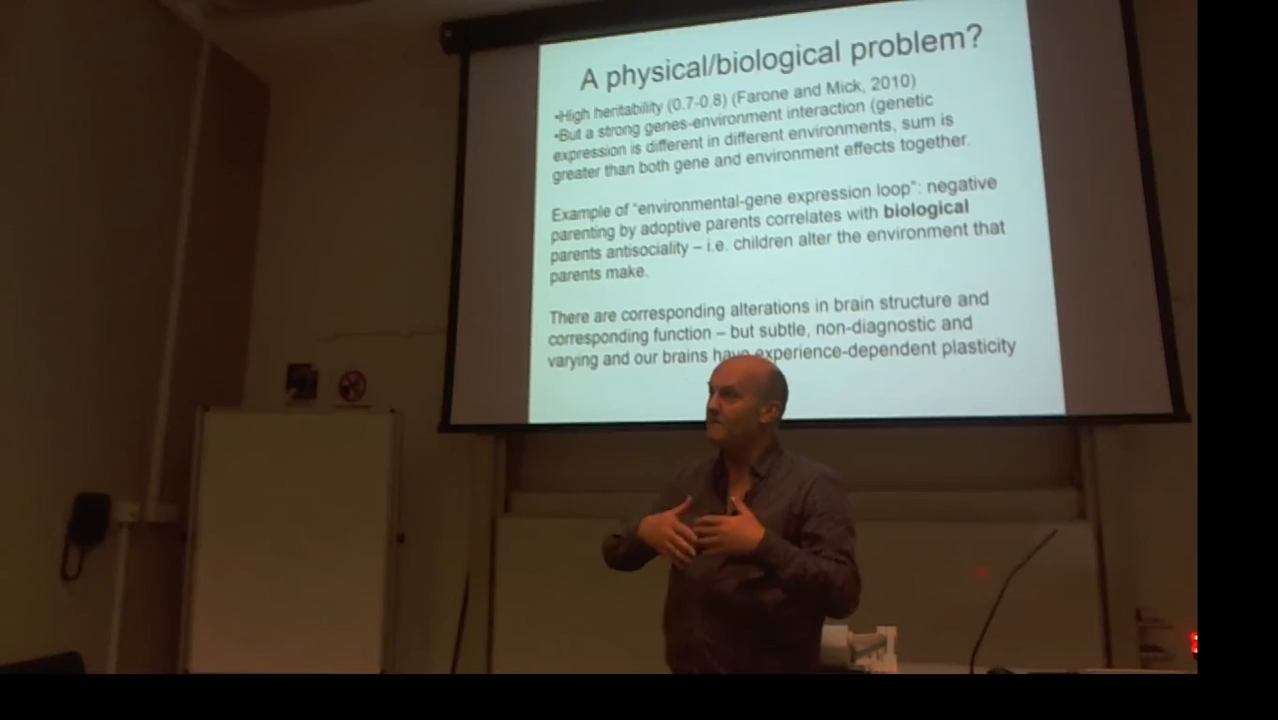 A physical/biological problem?
•High heritability (0.7-0.8) (Farone and Mick, 2010)
•But a strong genes-environment interaction (genetic
expression is different in different environments, sum is
greater than both gene and environment effects together.
Example of “environmental-gene expression loop”: negative
parenting by adoptive parents correlates with biological
parents antisociality – i.e. children alter the environment that
parents make.
There are corresponding alterations in brain structure and
corresponding function – but subtle, non-diagnostic and
varying and our brains have experience-dependent plasticity